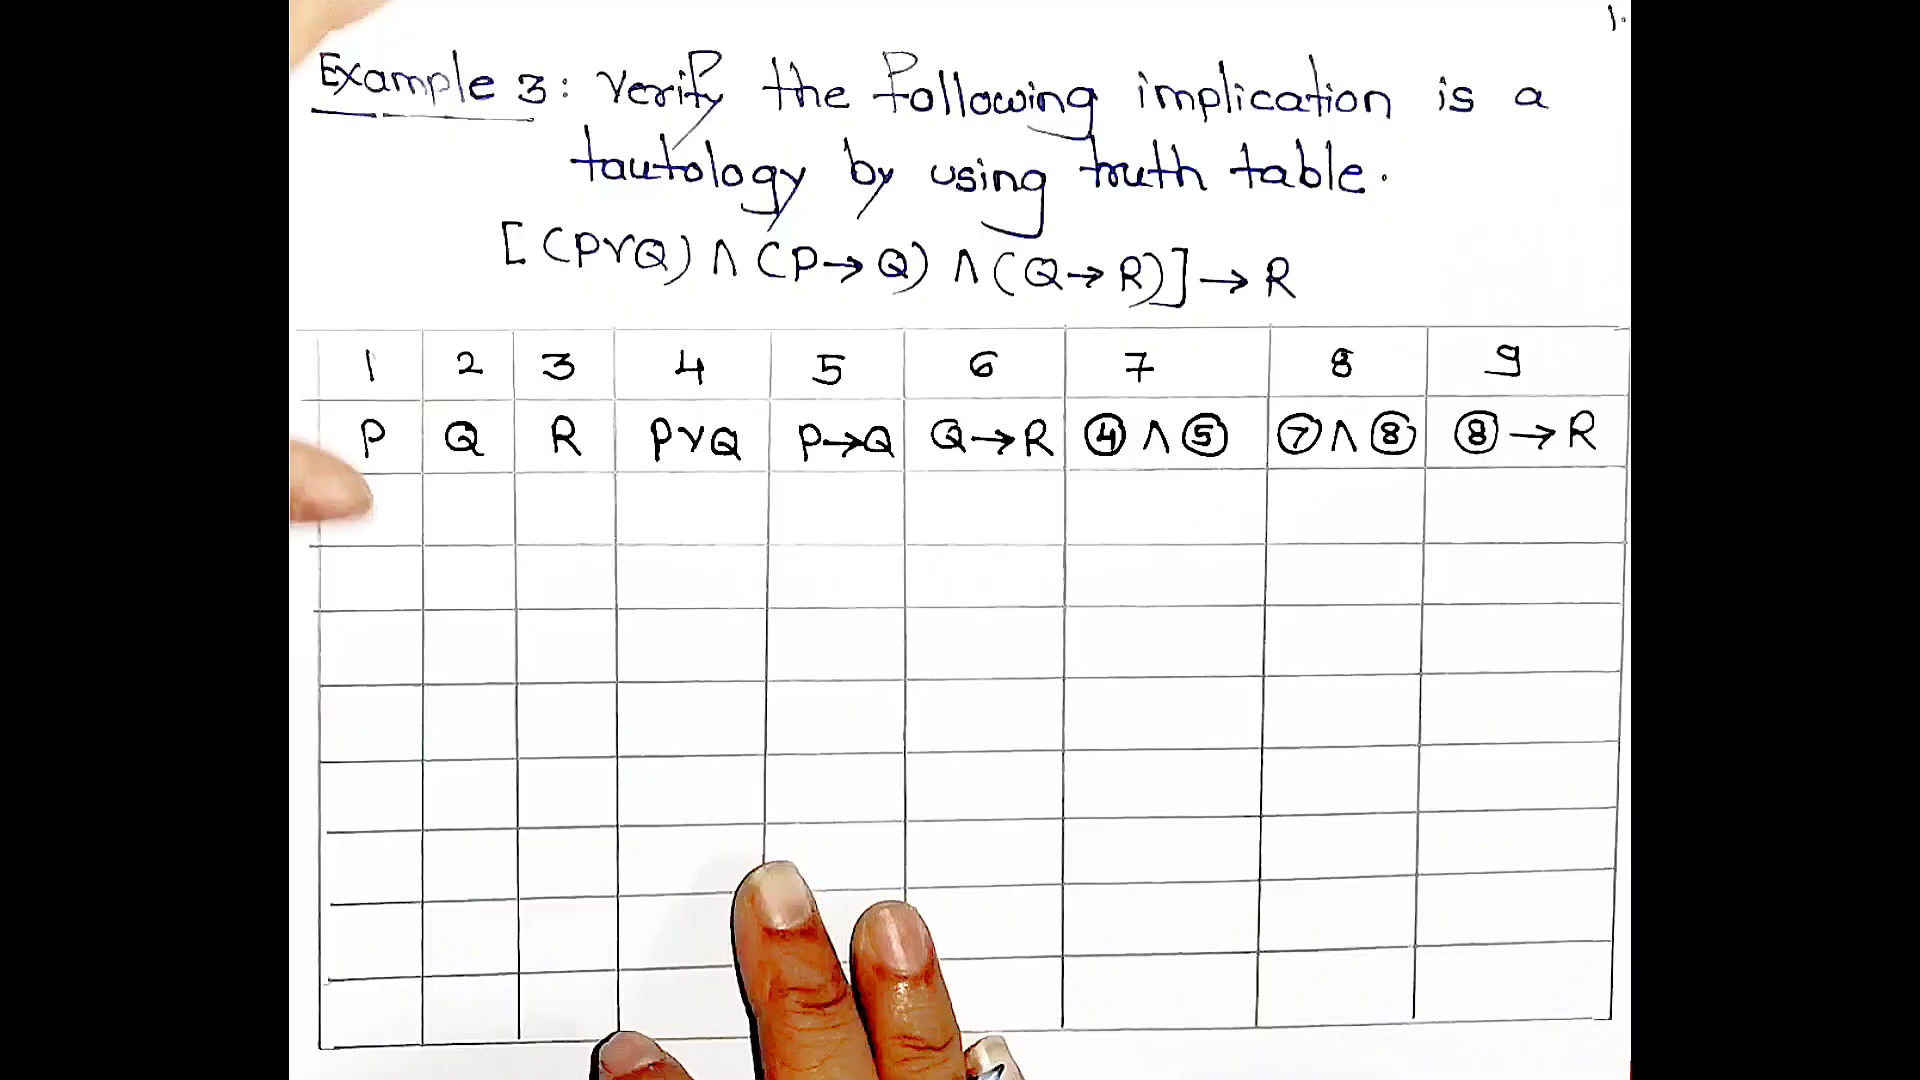 1.
Example 3: Verify the following implication is a
tautology by using truth table.
[(P∨Q) ∧ (P→Q) ∧ (Q→R)] → R
1 2 3 4 5 6 7 8 9
P Q R P∨Q P→Q Q→R ④ ∧ ⑤ ⑦ ∧ ⑧ ⑧ → R